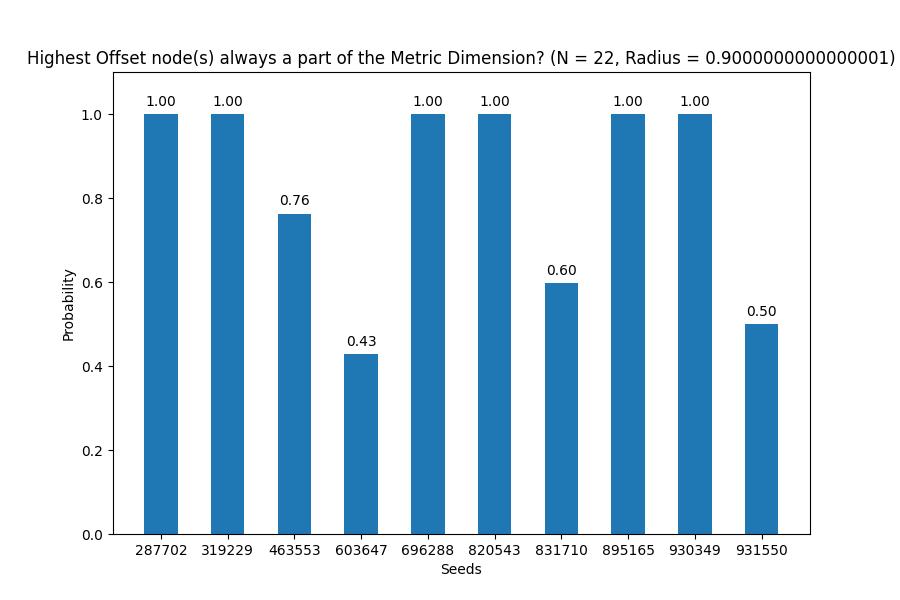 Highest Offset node(s) always a part of the Metric Dimension? (N = 22, Radius = 0.9000000000000001)
1.00 1.00 1.00 1.00 1.00 1.00
1.0
0.8
0.76
0.6
0.60
0.50
0.43
0.4
0.2
0.0
Probability
287702 319229 463553 603647 696288 820543 831710 895165 930349 931550
Seeds